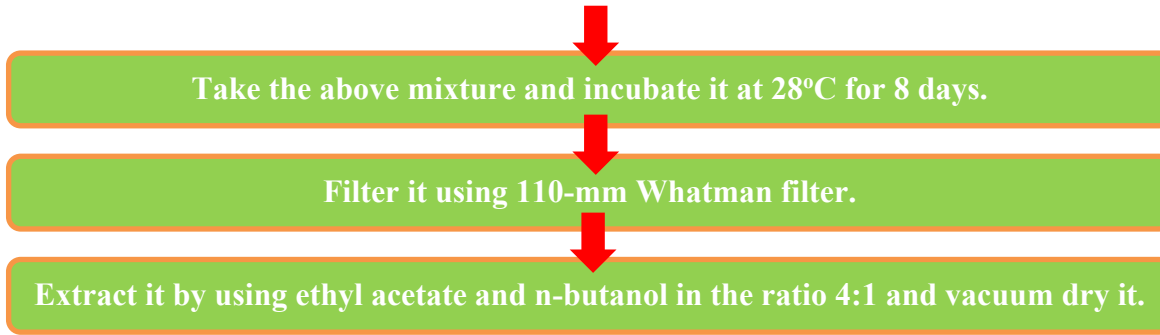 Take the above mixture and incubate it at 28°C for 8 days.
Filter it using 110-mm Whatman filter.
Extract it by using ethyl acetate and n-butanol in the ratio 4:1 and vacuum dry it.